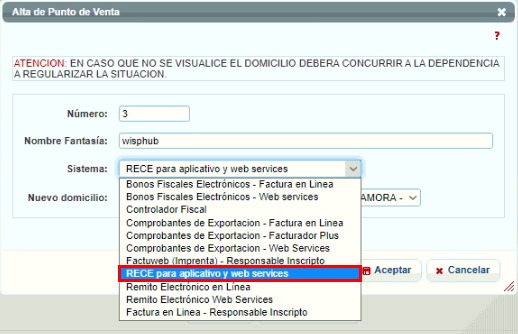 Alta de Punto de Venta
?
ATENCION: EN CASO QUE NO SE VISUALICE EL DOMICILIO DEBERA CONCURRIR A LA DEPENDENCIA
A REGULARIZAR LA SITUACION.
Número: 3
Nombre Fantasía: wisphub
Sistema: RECE para aplicativo y web services
Nuevo domicilio: AMORA -
Bonos Fiscales Electrónicos - Factura en Linea
Bonos Fiscales Electrónicos - Web services
Controlador Fiscal
Comprobantes de Exportacion - Factura en Linea
Comprobantes de Exportacion - Facturador Plus
Comprobantes de Exportacion - Web Services
Factuweb (Imprenta) - Responsable Inscripto
RECE para aplicativo y web services
Remito Electrónico en Línea
Remito Electrónico Web Services
Factura en Linea - Responsable Inscripto
Aceptar
Cancelar